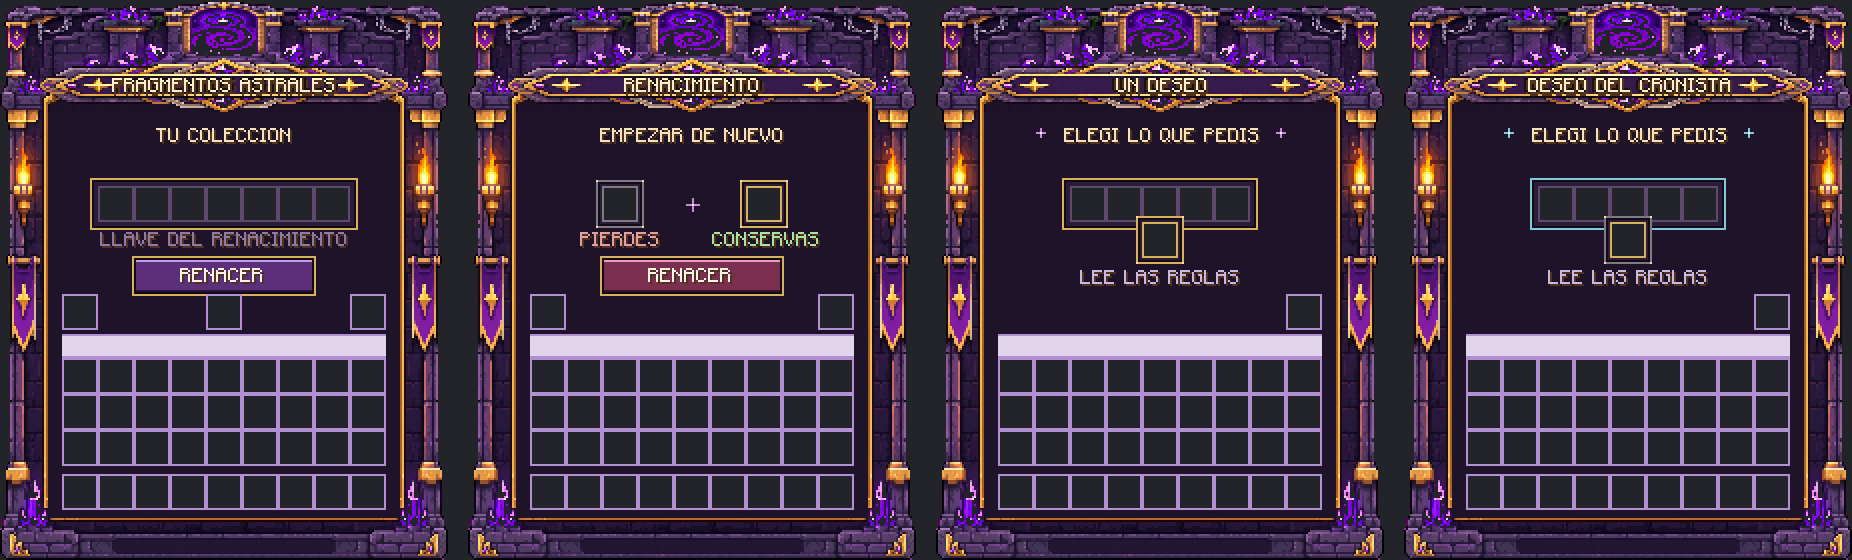 FRAGMENTOS ASTRALES
TU COLECCION
LLAVE DEL RENACIMIENTO
RENACER
RENACIMIENTO
EMPEZAR DE NUEVO
PIERDES
CONSERVAS
RENACER
UN DESEO
ELEGI LO QUE PEDIS
LEE LAS REGLAS
DESEO DEL CRONISTA
ELEGI LO QUE PEDIS
LEE LAS REGLAS